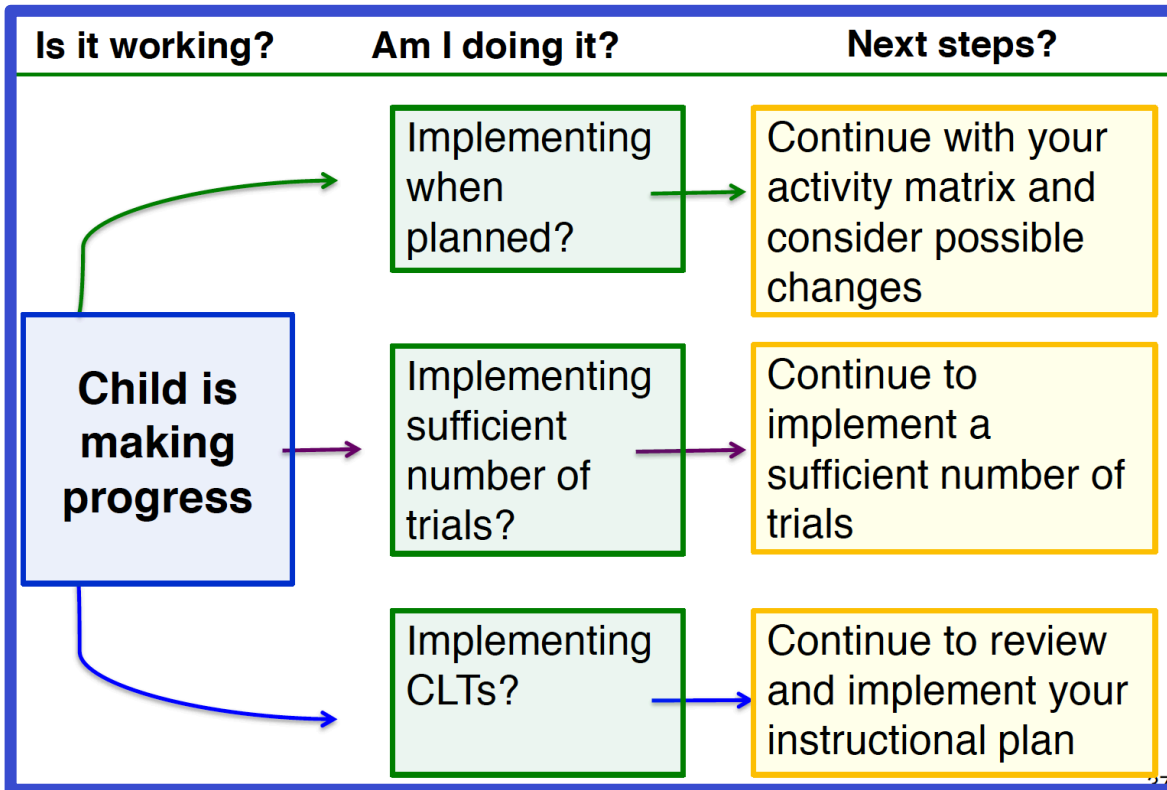 Is it working?
Am I doing it?
Next steps?
Child is
making
progress
Implementing
when
planned?
Continue with your
activity matrix and
consider possible
changes
Implementing
sufficient
number of
trials?
Continue to
implement a
sufficient number of
trials
Implementing
CLTs?
Continue to review
and implement your
instructional plan